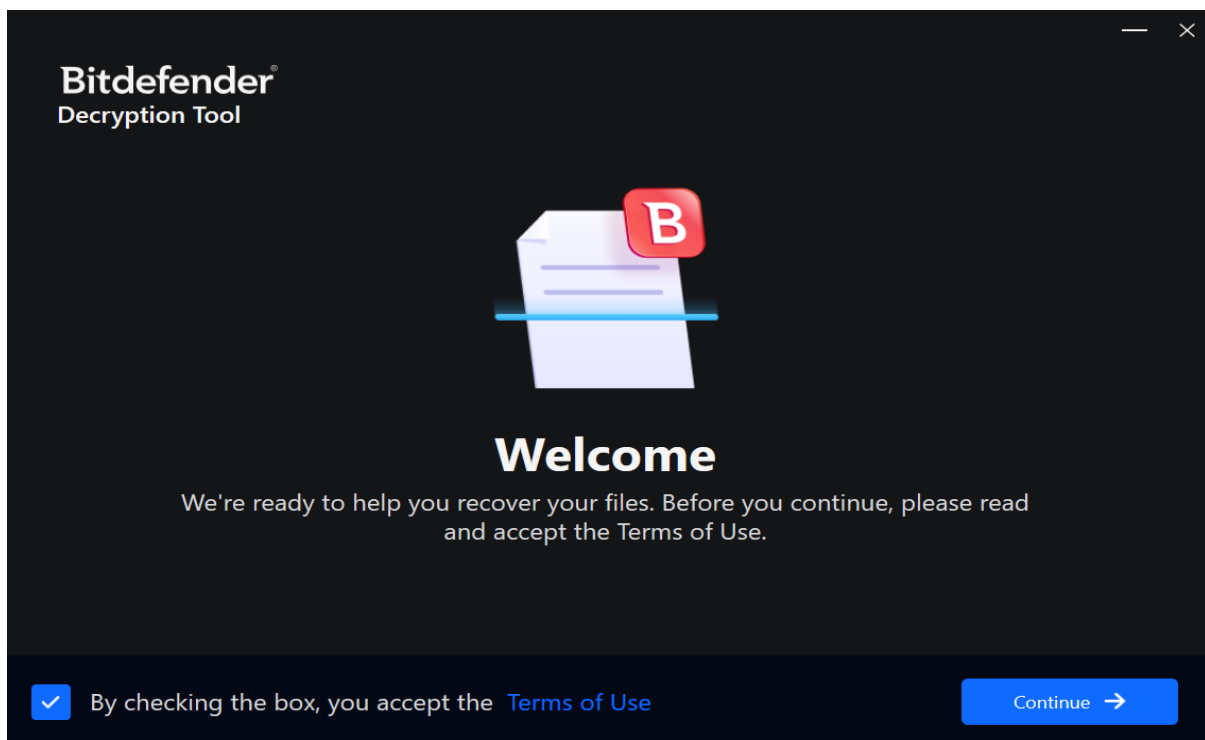 Bitdefender®
Decryption Tool
B
Welcome
We're ready to help you recover your files. Before you continue, please read
and accept the Terms of Use.
By checking the box, you accept the Terms of Use
Continue →